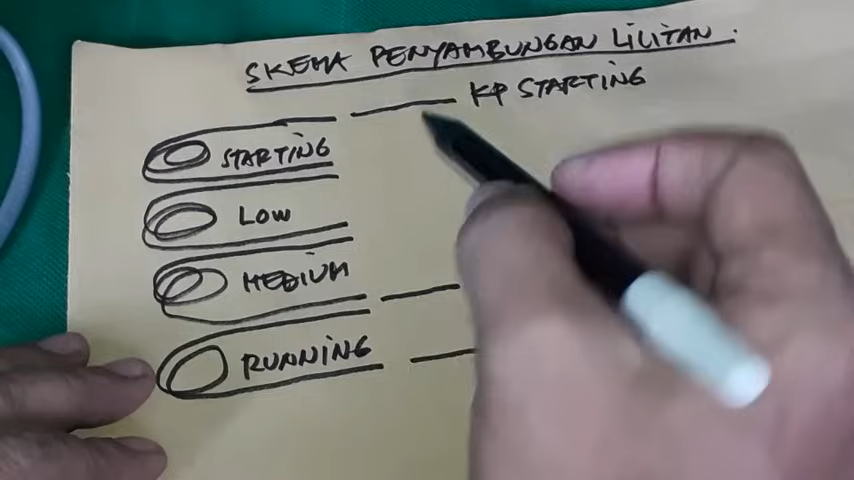 SKEMA PENYAMBUNGAN LILITAN.
KP STARTING
STARTING
LOW
MEDIUM
RUNNING